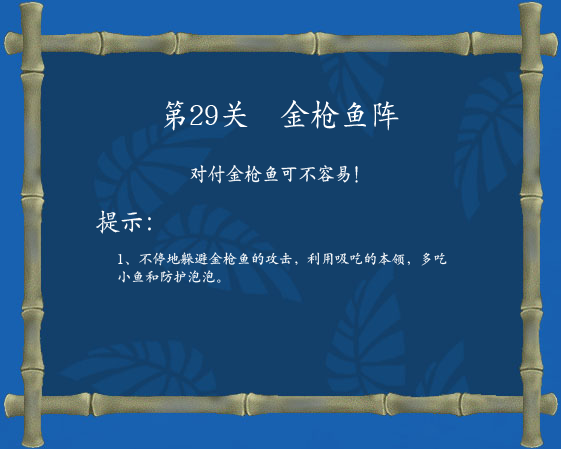 第29关 金枪鱼阵
对付金枪鱼可不容易！
提示：
1、不停地躲避金枪鱼的攻击，利用吸吃的本领，多吃
小鱼和防护泡泡。